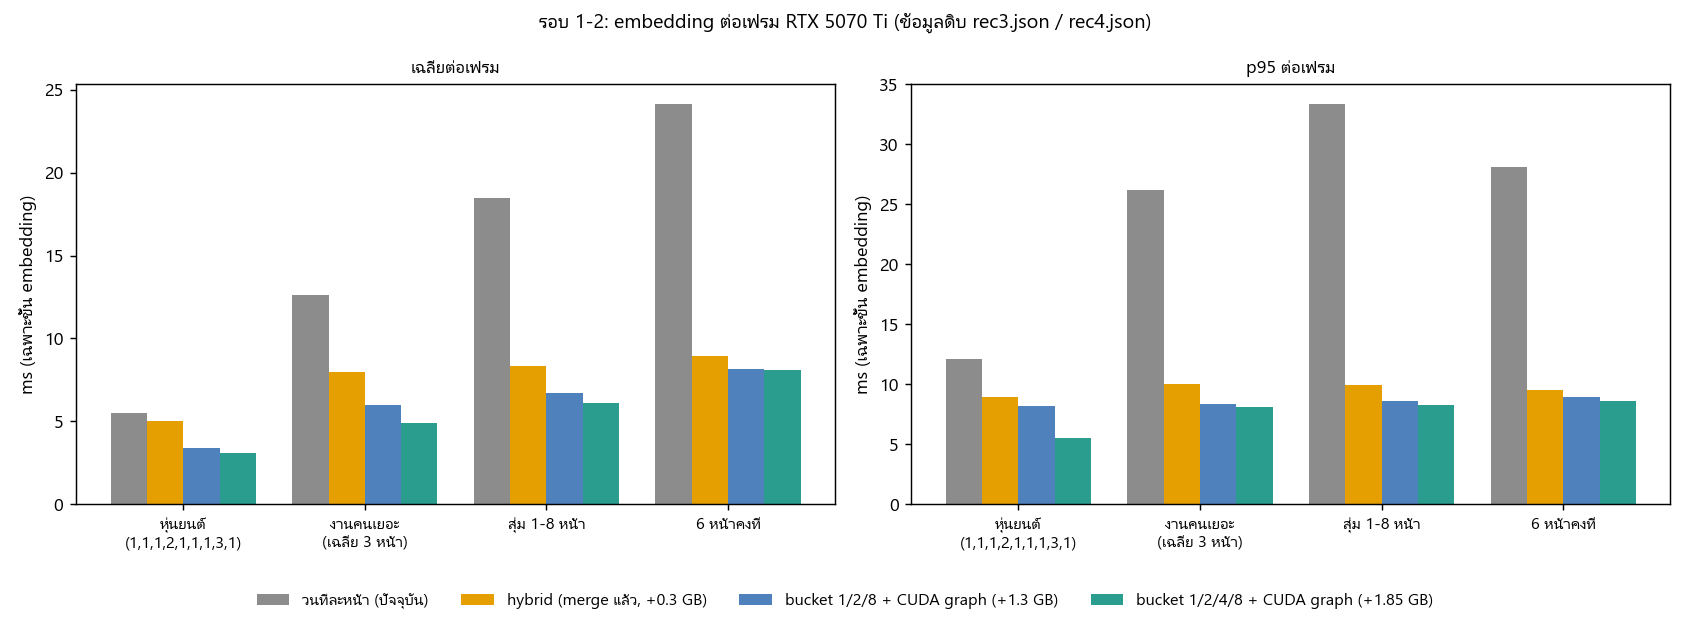 รอบ 1-2: embedding ต่อเฟรม RTX 5070 Ti (ข้อมูลดิบ rec3.json / rec4.json)
เฉลี่ยต่อเฟรม
ms (เฉพาะขั้น embedding)
25
20
15
10
5
0
หุ่นยนต์
(1,1,1,2,1,1,1,3,1)
งานคนเยอะ
(เฉลี่ย 3 หน้า)
สุ่ม 1-8 หน้า
6 หน้าคงที่
p95 ต่อเฟรม
ms (เฉพาะขั้น embedding)
35
30
25
20
15
10
5
0
หุ่นยนต์
(1,1,1,2,1,1,1,3,1)
งานคนเยอะ
(เฉลี่ย 3 หน้า)
สุ่ม 1-8 หน้า
6 หน้าคงที่
วนทีละหน้า (ปัจจุบัน)
hybrid (merge แล้ว, +0.3 GB)
bucket 1/2/8 + CUDA graph (+1.3 GB)
bucket 1/2/4/8 + CUDA graph (+1.85 GB)